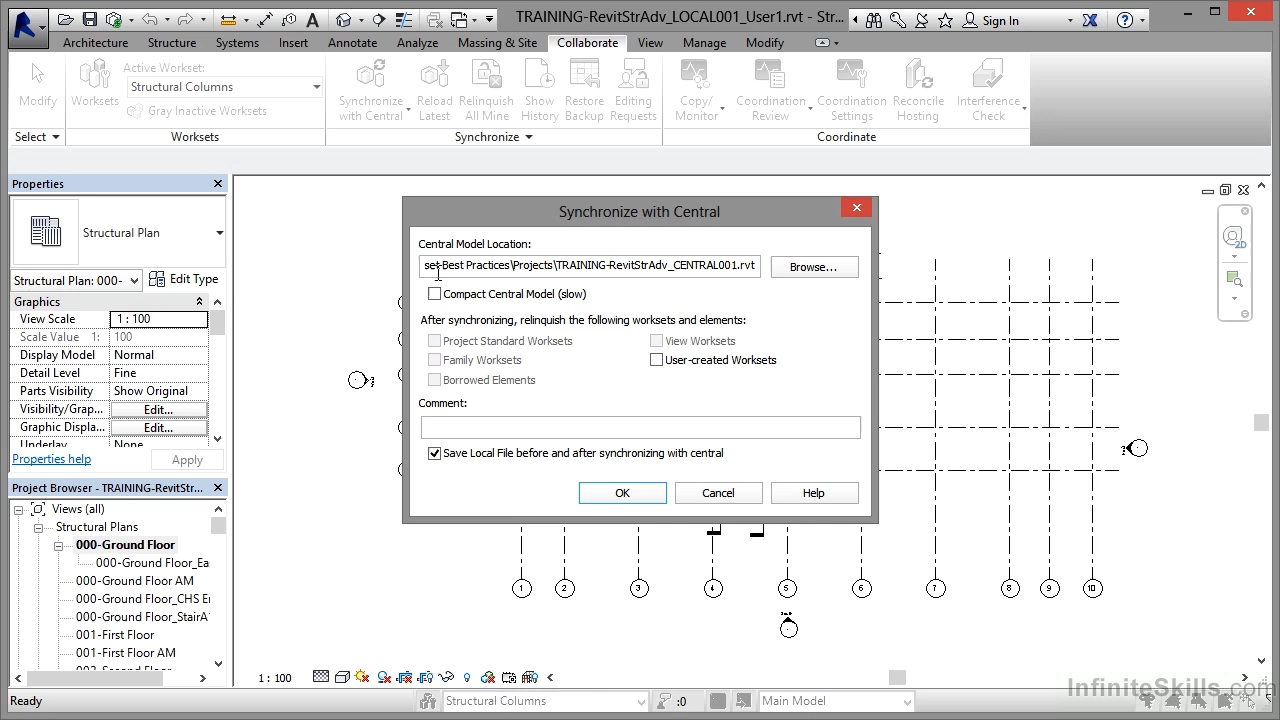 TRAINING-RevitStrAdv_LOCAL001_User1.rvt - Str...
Sign In
Architecture Structure Systems Insert Annotate Analyze Massing & Site Collaborate View Manage Modify
Modify
Worksets
Active Workset:
Structural Columns
Gray Inactive Worksets
Synchronize with Central
Reload Latest
Relinquish All Mine
Show History
Restore Backup
Editing Requests
Copy/ Monitor
Coordination Review
Coordination Settings
Reconcile Hosting
Interference Check
Select
Worksets
Synchronize
Coordinate
Properties
Structural Plan
Structural Plan: 000-
Edit Type
Graphics
View Scale 1 : 100
Scale Value 1: 100
Display Model Normal
Detail Level Fine
Parts Visibility Show Original
Visibility/Grap... Edit...
Graphic Displa... Edit...
Underlay None
Properties help
Apply
Project Browser - TRAINING-RevitStr...
Views (all)
Structural Plans
000-Ground Floor
000-Ground Floor_Ea
000-Ground Floor AM
000-Ground Floor_CHS E
000-Ground Floor_StairA
001-First Floor
001-First Floor AM
Synchronize with Central
Central Model Location:
set Best Practices\Projects\TRAINING-RevitStrAdv_CENTRAL001.rvt
Browse...
Compact Central Model (slow)
After synchronizing, relinquish the following worksets and elements:
Project Standard Worksets
View Worksets
Family Worksets
User-created Worksets
Borrowed Elements
Comment:
Save Local File before and after synchronizing with central
OK
Cancel
Help
1 2 3 4 5 6 7 8 9 10
2D
1 : 100
Ready
Structural Columns
:0
Main Model
InfiniteSkills.com